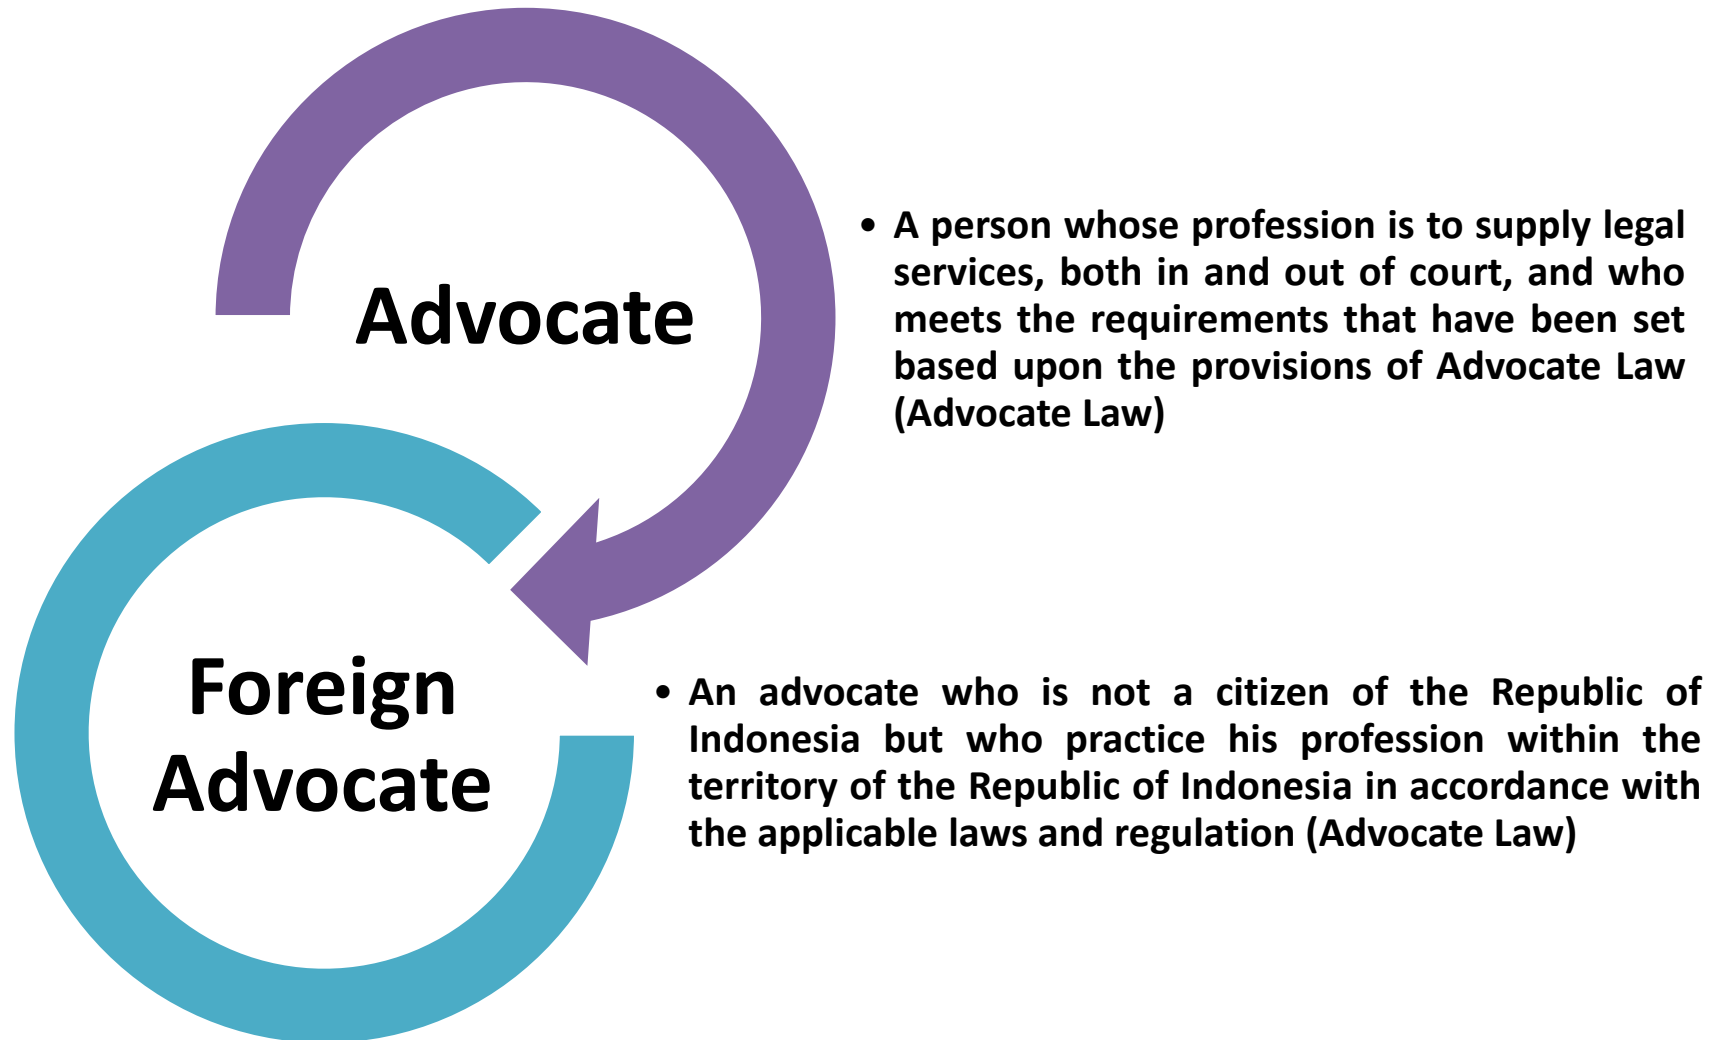 Advocate
• A person whose profession is to supply legal
services, both in and out of court, and who
meets the requirements that have been set
based upon the provisions of Advocate Law
(Advocate Law)
Foreign
Advocate
• An advocate who is not a citizen of the Republic of
Indonesia but who practice his profession within the
territory of the Republic of Indonesia in accordance with
the applicable laws and regulation (Advocate Law)